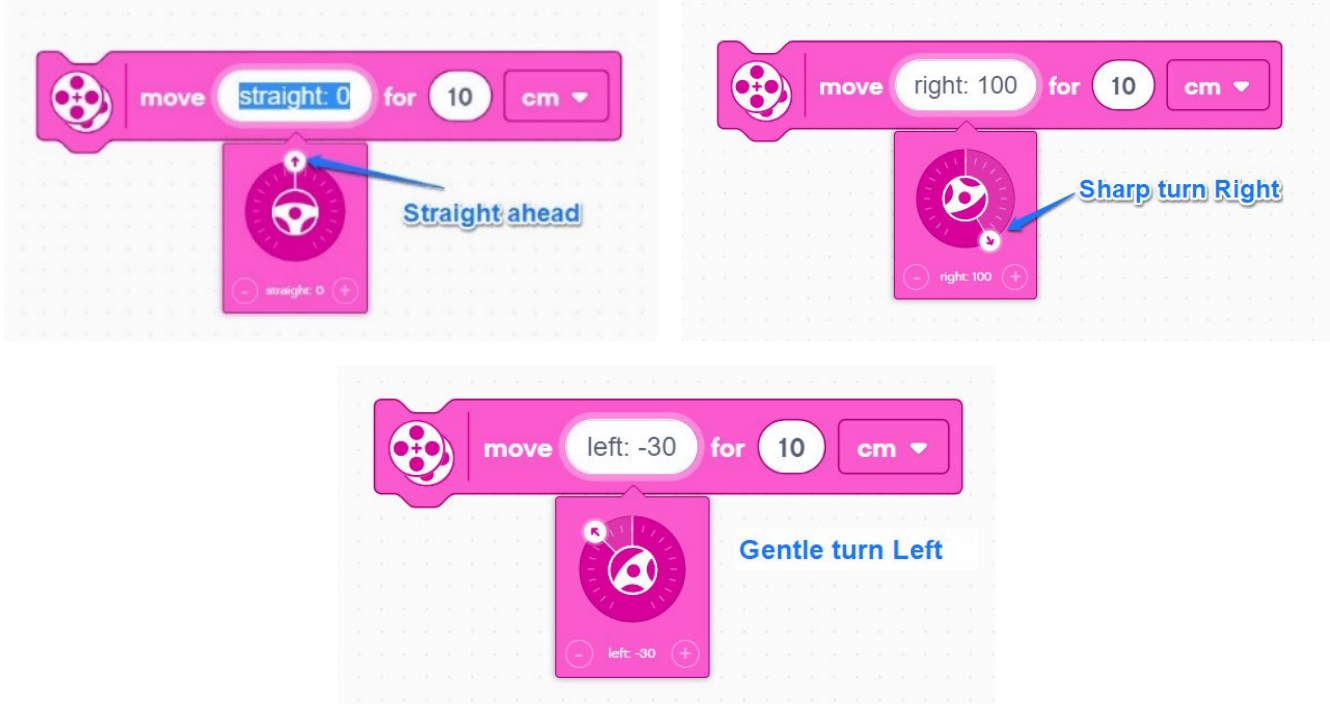 move straight: 0 for 10 cm
Straight ahead
- straight: 0 +
move right: 100 for 10 cm
Sharp turn Right
- right: 100 +
move left: -30 for 10 cm
Gentle turn Left
- left: -30 +